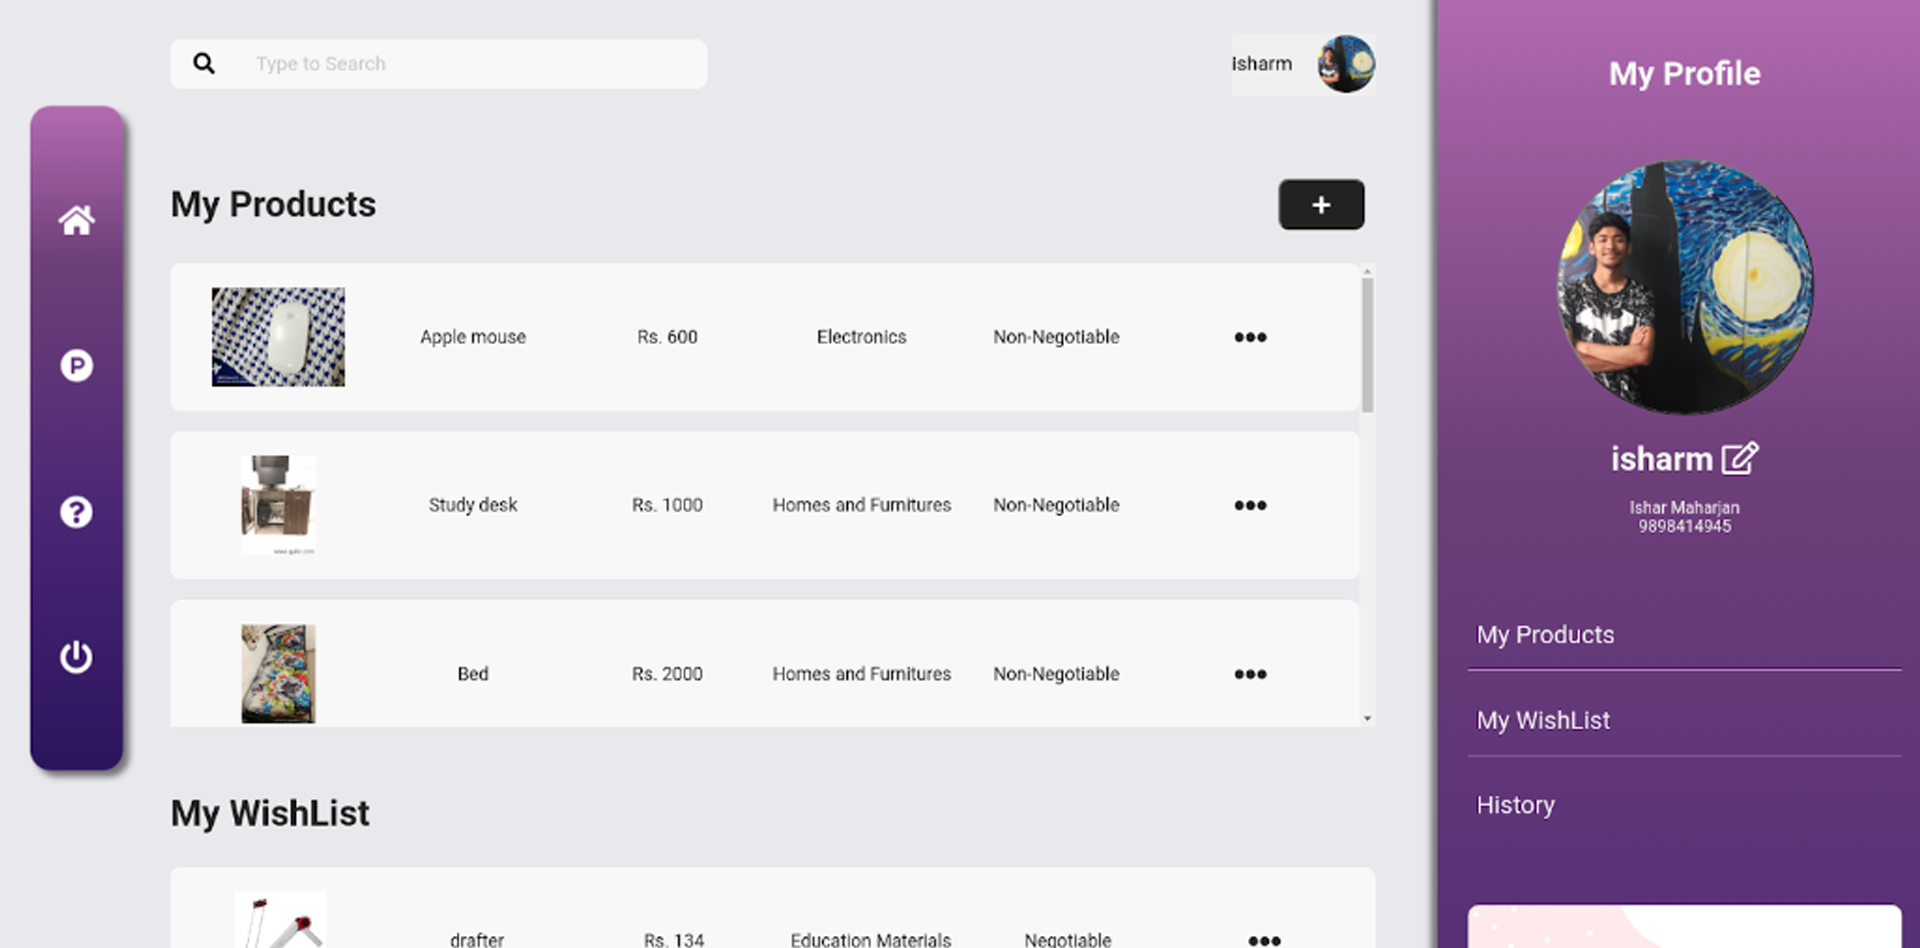 Type to Search
isharm
My Profile
My Products
+
Apple mouse
Rs. 600
Electronics
Non-Negotiable
•••
Study desk
Rs. 1000
Homes and Furnitures
Non-Negotiable
•••
Bed
Rs. 2000
Homes and Furnitures
Non-Negotiable
•••
My WishList
drafter
Rs. 134
Education Materials
Negotiable
•••
P
?
isharm
Ishar Maharjan
9898414945
My Products
My WishList
History